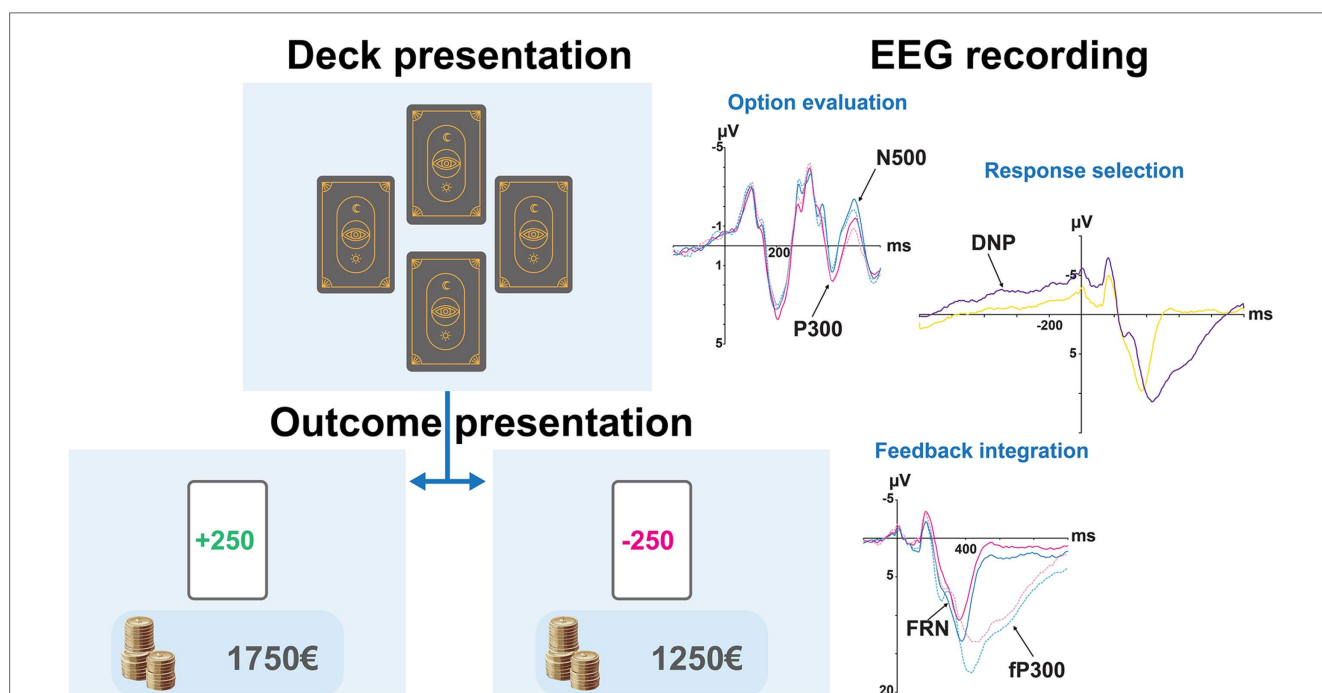 Deck presentation
EEG recording
Option evaluation
µV
-5
N500
-1
ms
200
1
P300
5
Response selection
DNP
-5
ms
-200
5
Outcome presentation
+250
1750€
-250
1250€
Feedback integration
µV
-5
ms
400
5
FRN
fP300
20